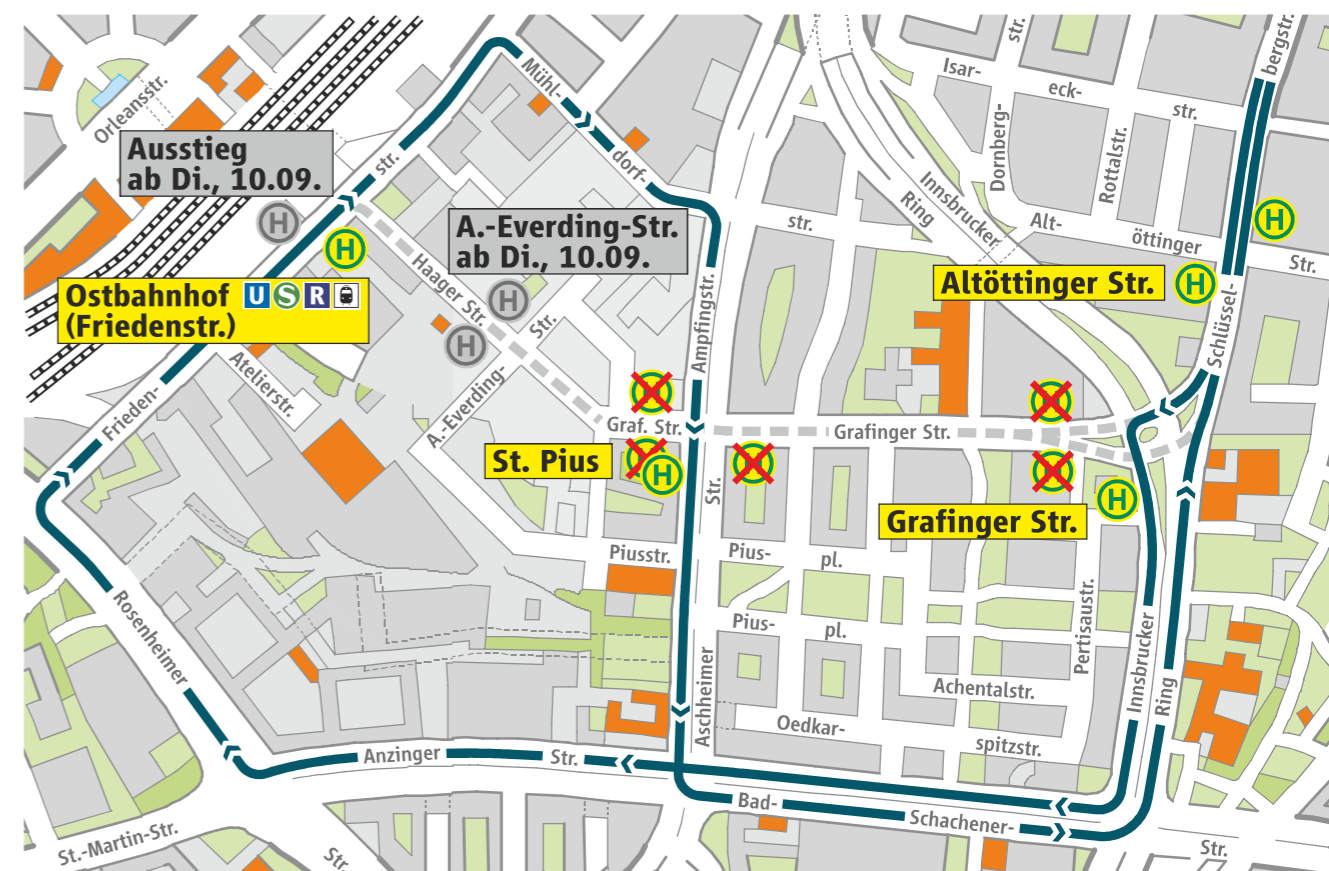 bergstr.
str.
Isar-
eck-
str.
Orleansstr.
Mühl-
dorf-
str.
Dornberg-
Rottalstr.
Ausstieg
ab Di., 10.09.
H
H
A.-Everding-Str.
ab Di., 10.09.
H
H
str.
Ring
Innsbrucker
Alt-
öttinger
Str.
H
Altöttinger Str.
H
Ostbahnhof U S R
(Friedenstr.)
Haager Str.
Str.
A.-Everding-
Atelierstr.
Frieden-
Ampfingstr.
Schlüssel-
Graf. Str.
Grafinger Str.
St. Pius
H
Str.
Grafinger Str.
H
Piusstr.
Pius-
pl.
Pius-
pl.
Pertisaustr.
Innsbrucker
Ring
Rosenheimer
Aschheimer
Achentalstr.
Oedkar-
spitzstr.
Anzinger
Str.
Bad-
Schachener-
Str.
St.-Martin-Str.
Str.